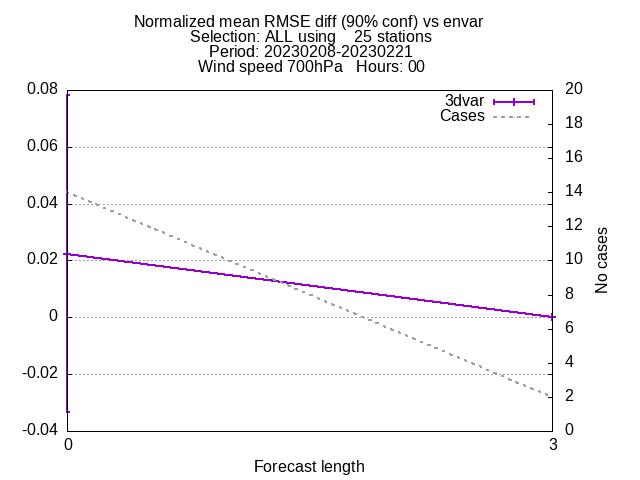 Normalized mean RMSE diff (90% conf) vs envar
Selection: ALL using    25 stations
Period: 20230208-20230221
Wind speed 700hPa   Hours: 00
0.08
0.06
0.04
0.02
0
-0.02
-0.04
20
18
16
14
12
10
8
6
4
2
0
3dvar
Cases
No cases
0
3
Forecast length